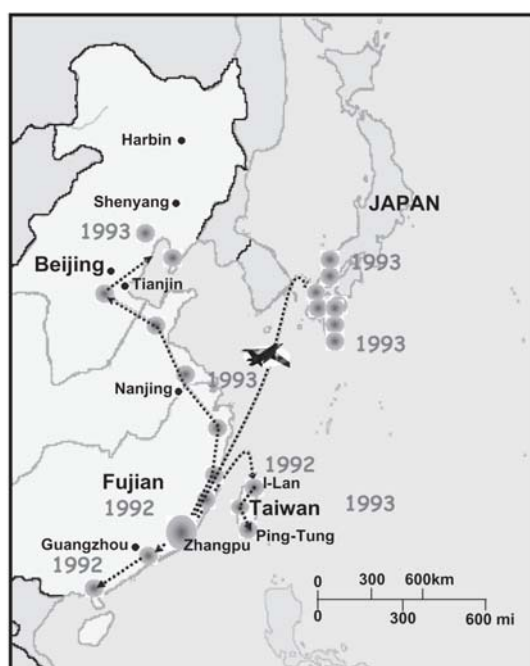 Harbin
Shenyang
JAPAN
1993
1993
Beijing
Tianjin
1993
1993
Nanjing
Fujian
1992
I-Lan
1992
Taiwan
1993
Guangzhou
Zhangpu
Ping-Tung
1992
0 300 600km
0 300 600 mi